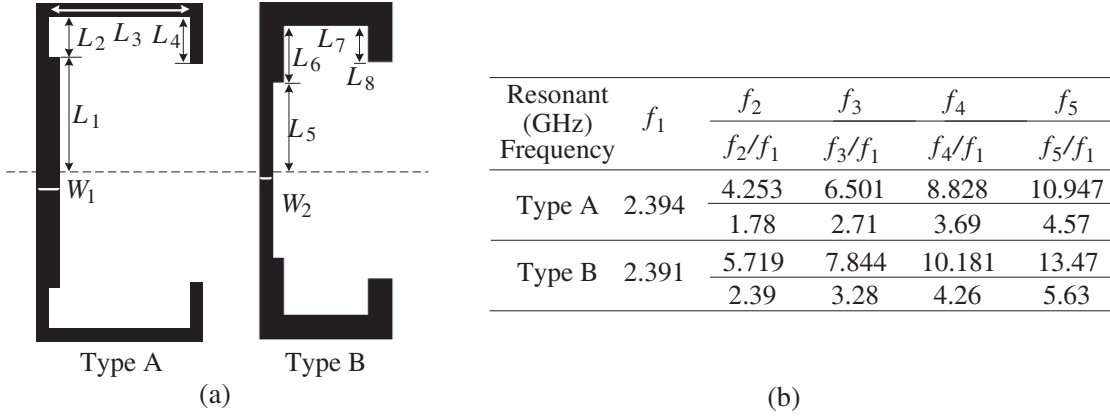 L2 L3 L4
L1
W1
Type A
L7
L6
L8
L5
W2
Type B
(a)
Resonant (GHz) Frequency f1 f2 f3 f4 f5
f2/f1 f3/f1 f4/f1 f5/f1
Type A 2.394 4.253 6.501 8.828 10.947
1.78 2.71 3.69 4.57
Type B 2.391 5.719 7.844 10.181 13.47
2.39 3.28 4.26 5.63
(b)